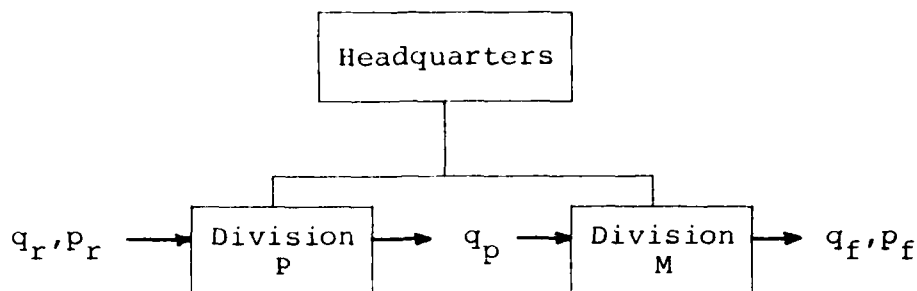 Headquarters
q_r,p_r
Division
P
q_p
Division
M
q_f,p_f